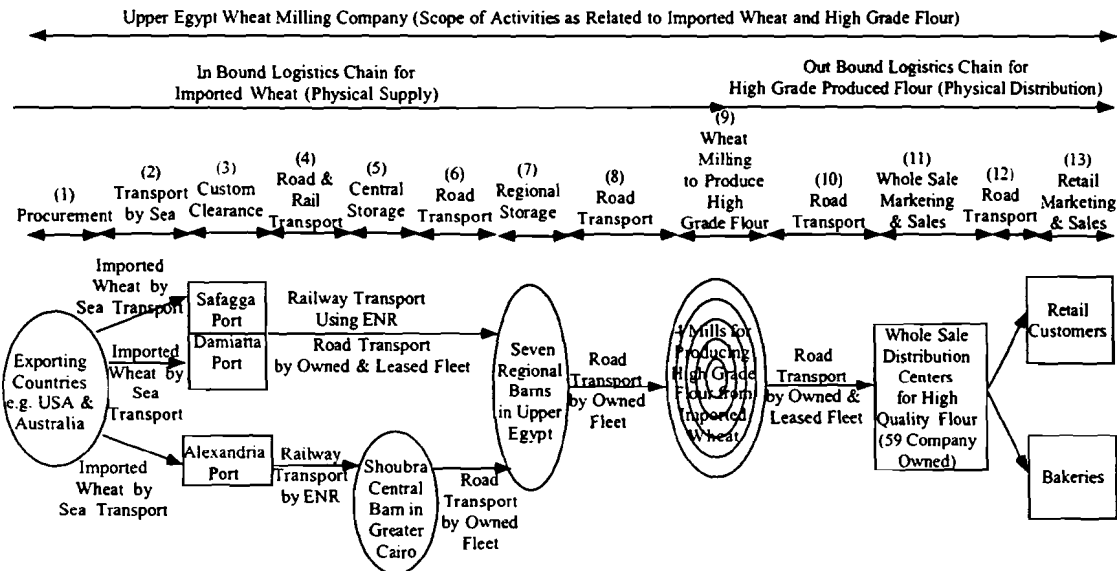 Upper Egypt Wheat Milling Company (Scope of Activities as Related to Imported Wheat and High Grade Flour)
In Bound Logistics Chain for
Imported Wheat (Physical Supply)
Out Bound Logistics Chain for
High Grade Produced Flour (Physical Distribution)
(1)
Procurement
(2)
Transport
by Sea
(3)
Custom
Clearance
(4)
Road &
Rail
Transport
(5)
Central
Storage
(6)
Road
Transport
(7)
Regional
Storage
(8)
Road
Transport
(9)
Wheat
Milling
to Produce
High
Grade Flour
(10)
Road
Transport
(11)
Whole Sale
Marketing
& Sales
(12)
Road
Transport
(13)
Retail
Marketing
& Sales
Exporting
Countries
e.g. USA &
Australia
Imported
Wheat by
Sea Transport
Imported
Wheat by
Sea
Transport
Imported
Wheat by
Sea Transport
Safagga
Port
Damiatta
Port
Alexandria
Port
Railway Transport
Using ENR
Road Transport
by Owned & Leased Fleet
Railway
Transport
by ENR
Shoubra
Central
Barn in
Greater
Cairo
Road
Transport
by Owned
Fleet
Seven
Regional
Barns
in Upper
Egypt
Road
Transport
by Owned
Fleet
Mills for
Producing
High Grade
Flour from
Imported
Wheat
Road
Transport
by Owned &
Leased Fleet
Whole Sale
Distribution
Centers
for High
Quality Flour
(59 Company
Owned)
Retail
Customers
Bakeries